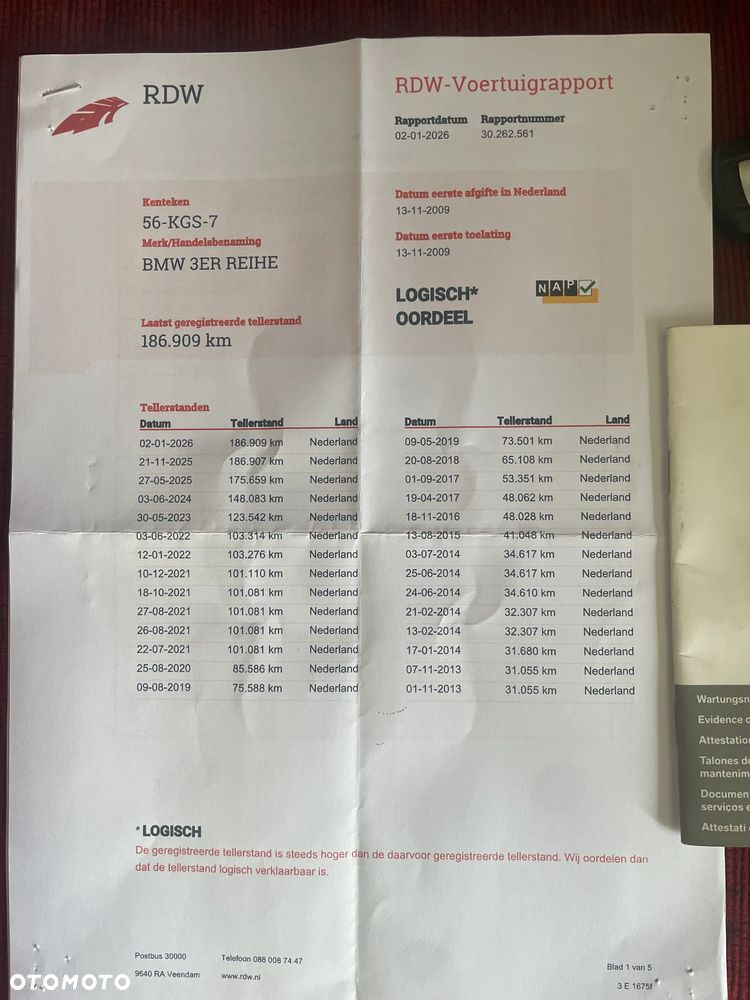 RDW
RDW-Voertuigrapport
Rapportdatum Rapportnummer
02-01-2026 30.262.561
Kenteken
56-KGS-7
Merk/Handelsbenaming
BMW 3ER REIHE
Laatst geregistreerde tellerstand
186.909 km
Datum eerste afgifte in Nederland
13-11-2009
Datum eerste toelating
13-11-2009
LOGISCH*
OORDEEL
NAP
Tellerstanden
Datum Tellerstand Land
02-01-2026 186.909 km Nederland
21-11-2025 186.907 km Nederland
27-05-2025 175.659 km Nederland
03-06-2024 148.083 km Nederland
30-05-2023 123.542 km Nederland
03-06-2022 103.314 km Nederland
12-01-2022 103.276 km Nederland
10-12-2021 101.110 km Nederland
18-10-2021 101.081 km Nederland
27-08-2021 101.081 km Nederland
26-08-2021 101.081 km Nederland
22-07-2021 101.081 km Nederland
25-08-2020 85.586 km Nederland
09-08-2019 75.588 km Nederland
Datum Tellerstand Land
09-05-2019 73.501 km Nederland
20-08-2018 65.108 km Nederland
01-09-2017 53.351 km Nederland
19-04-2017 48.062 km Nederland
18-11-2016 48.028 km Nederland
13-08-2015 41.048 km Nederland
03-07-2014 34.617 km Nederland
25-06-2014 34.617 km Nederland
24-06-2014 34.610 km Nederland
21-02-2014 32.307 km Nederland
13-02-2014 32.307 km Nederland
17-01-2014 31.680 km Nederland
07-11-2013 31.055 km Nederland
01-11-2013 31.055 km Nederland
*LOGISCH
De geregistreerde tellerstand is steeds hoger dan de daarvoor geregistreerde tellerstand. Wij oordelen dan
dat de tellerstand logisch verklaarbaar is.
Postbus 30000 Telefoon 088 008 74 47
9640 RA Veendam www.rdw.nl
Blad 1 van 5
3 E 1675f
Wartungsn
Evidence o
Attestation
Talones de
mantenim
Document
serviços e
Attestati
OTOMOTO